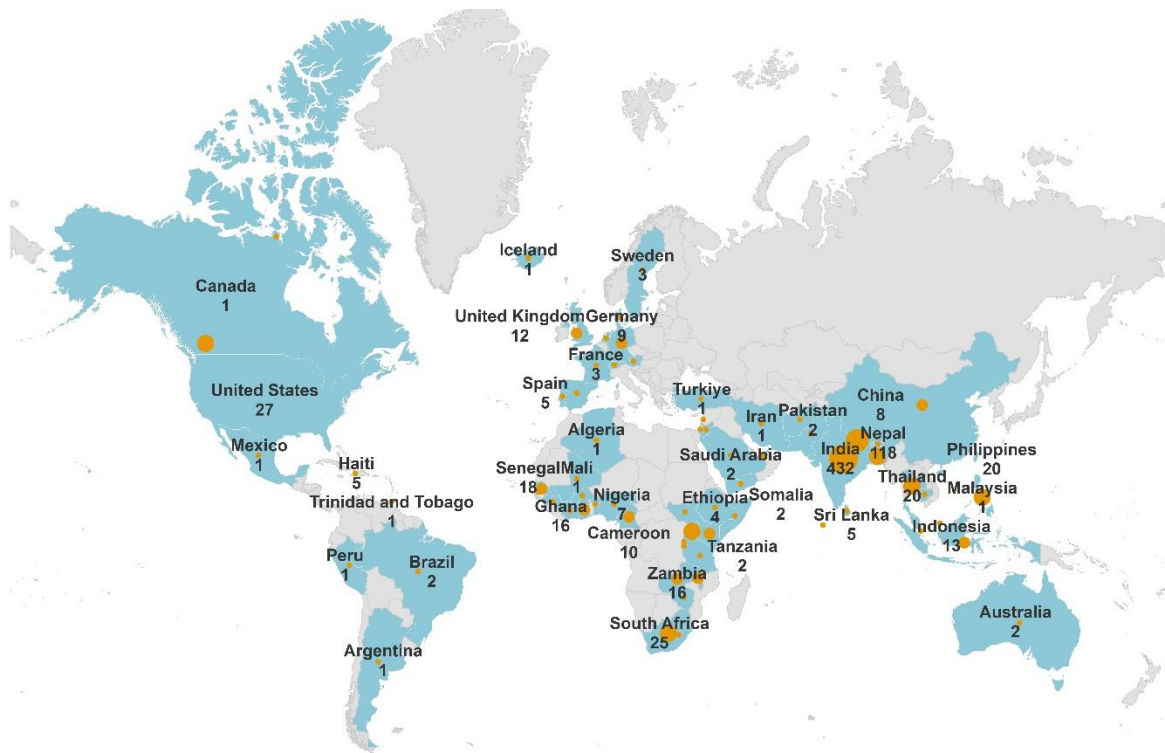 Iceland
1
Sweden
3
Canada
1
United Kingdom
12
Germany
9
France
3
Spain
5
United States
27
Turkiye
1
Iran
1
Pakistan
2
China
8
Nepal
118
India
432
Mexico
1
Algeria
1
Saudi Arabia
2
Philippines
20
Haiti
5
Senegal
18
Mali
1
Thailand
20
Malaysia
1
Trinidad and Tobago
1
Ghana
16
Nigeria
7
Ethiopia
4
Somalia
2
Sri Lanka
5
Cameroon
10
Indonesia
13
Tanzania
2
Peru
1
Brazil
2
Zambia
16
South Africa
25
Australia
2
Argentina
1